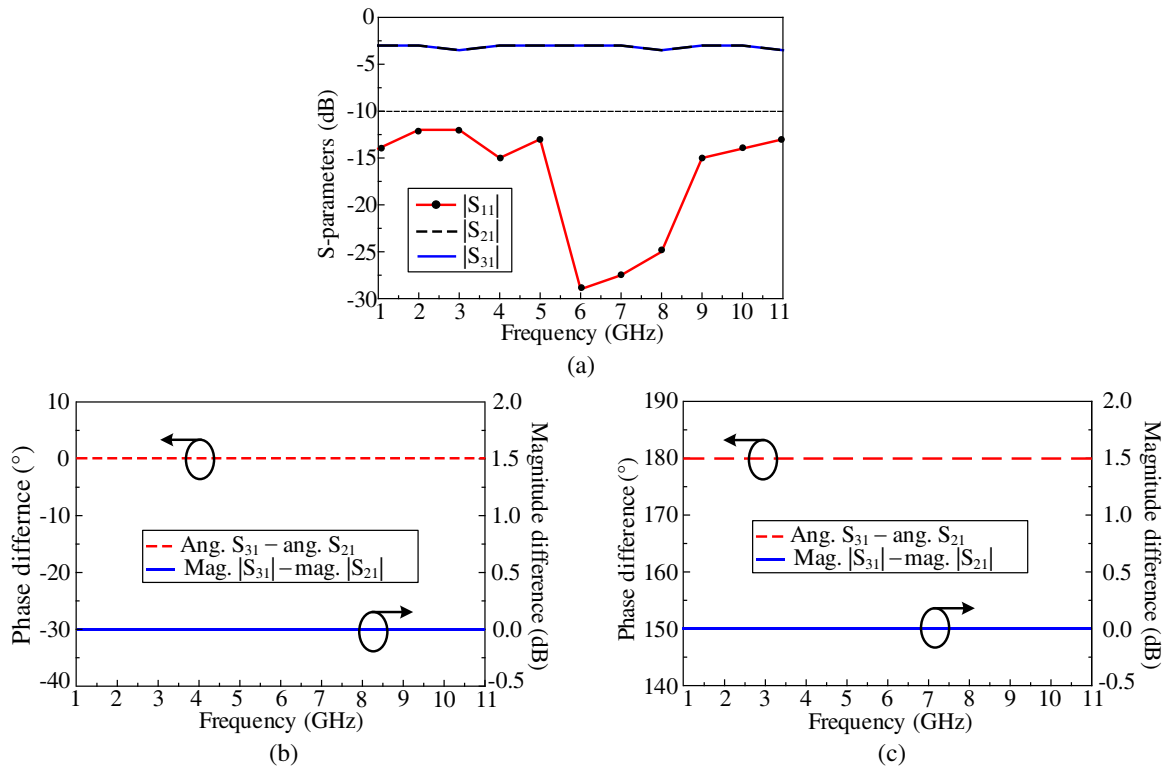 0
-5
-10
-15
-20
-25
-30
S-parameters (dB)
|S11|
|S21|
|S31|
1 2 3 4 5 6 7 8 9 10 11
Frequency (GHz)
(a)
10
0
-10
-20
-30
-40
Phase differnce (°)
2.0
1.5
1.0
0.5
0.0
-0.5
Magnitude difference (dB)
Ang. S31 – ang. S21
Mag. |S31| – mag. |S21|
1 2 3 4 5 6 7 8 9 10 11
Frequency (GHz)
(b)
190
180
170
160
150
140
Phase difference (°)
2.0
1.5
1.0
0.5
0.0
-0.5
Magnitude difference (dB)
Ang. S31 – ang. S21
Mag. |S31| – mag. |S21|
1 2 3 4 5 6 7 8 9 10 11
Frequency (GHz)
(c)